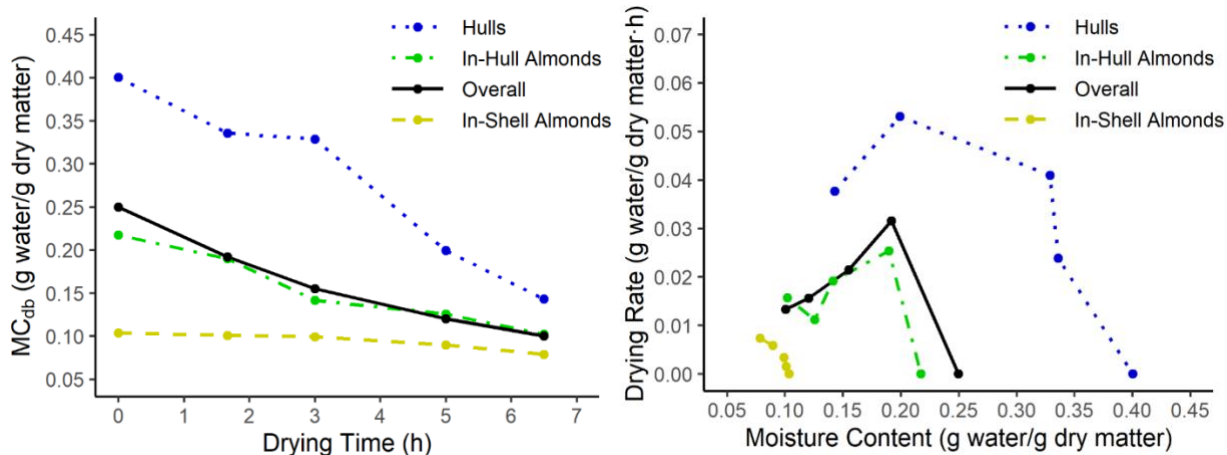 MC_db (g water/g dry matter)
0.45
0.40
0.35
0.30
0.25
0.20
0.15
0.10
0.05
Hulls
In-Hull Almonds
Overall
In-Shell Almonds
0 1 2 3 4 5 6 7
Drying Time (h)
Drying Rate (g water/g dry matter·h)
0.07
0.06
0.05
0.04
0.03
0.02
0.01
0.00
Hulls
In-Hull Almonds
Overall
In-Shell Almonds
0.05 0.10 0.15 0.20 0.25 0.30 0.35 0.40 0.45
Moisture Content (g water/g dry matter)